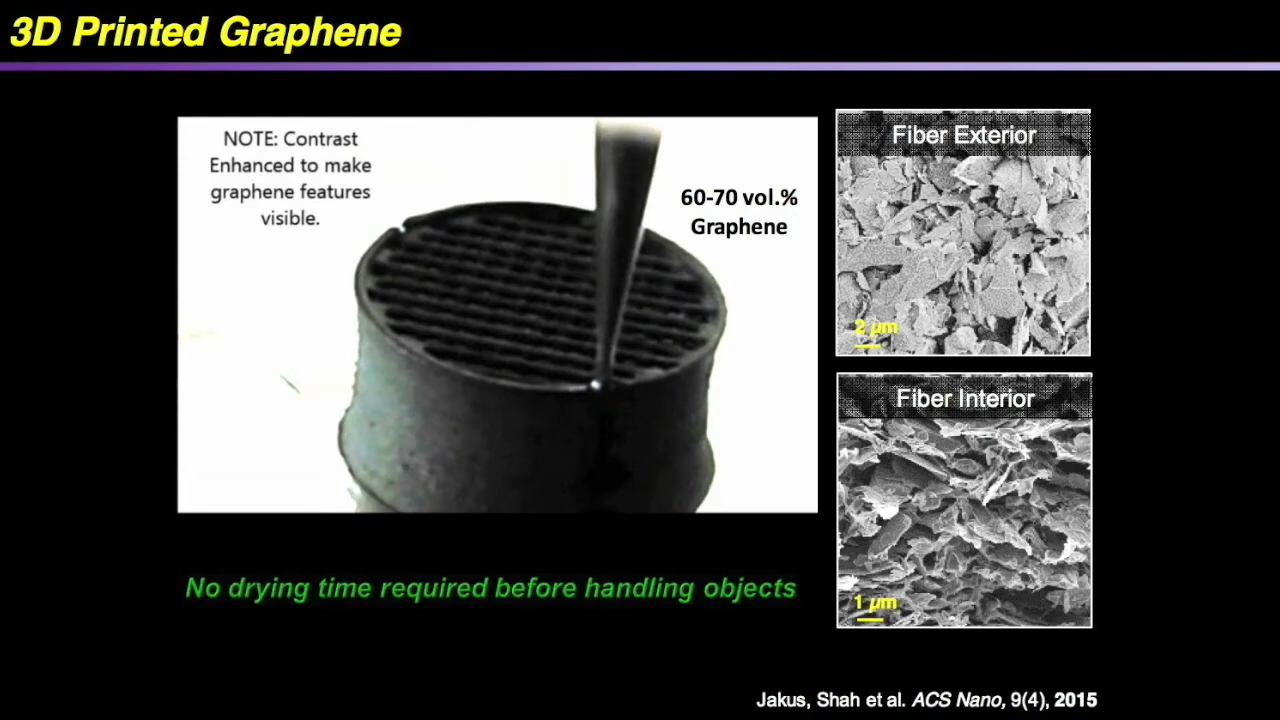 3D Printed Graphene
NOTE: Contrast
Enhanced to make
graphene features
visible.
60-70 vol.%
Graphene
Fiber Exterior
2 µm
Fiber Interior
1 µm
No drying time required before handling objects
Jakus, Shah et al. ACS Nano, 9(4), 2015